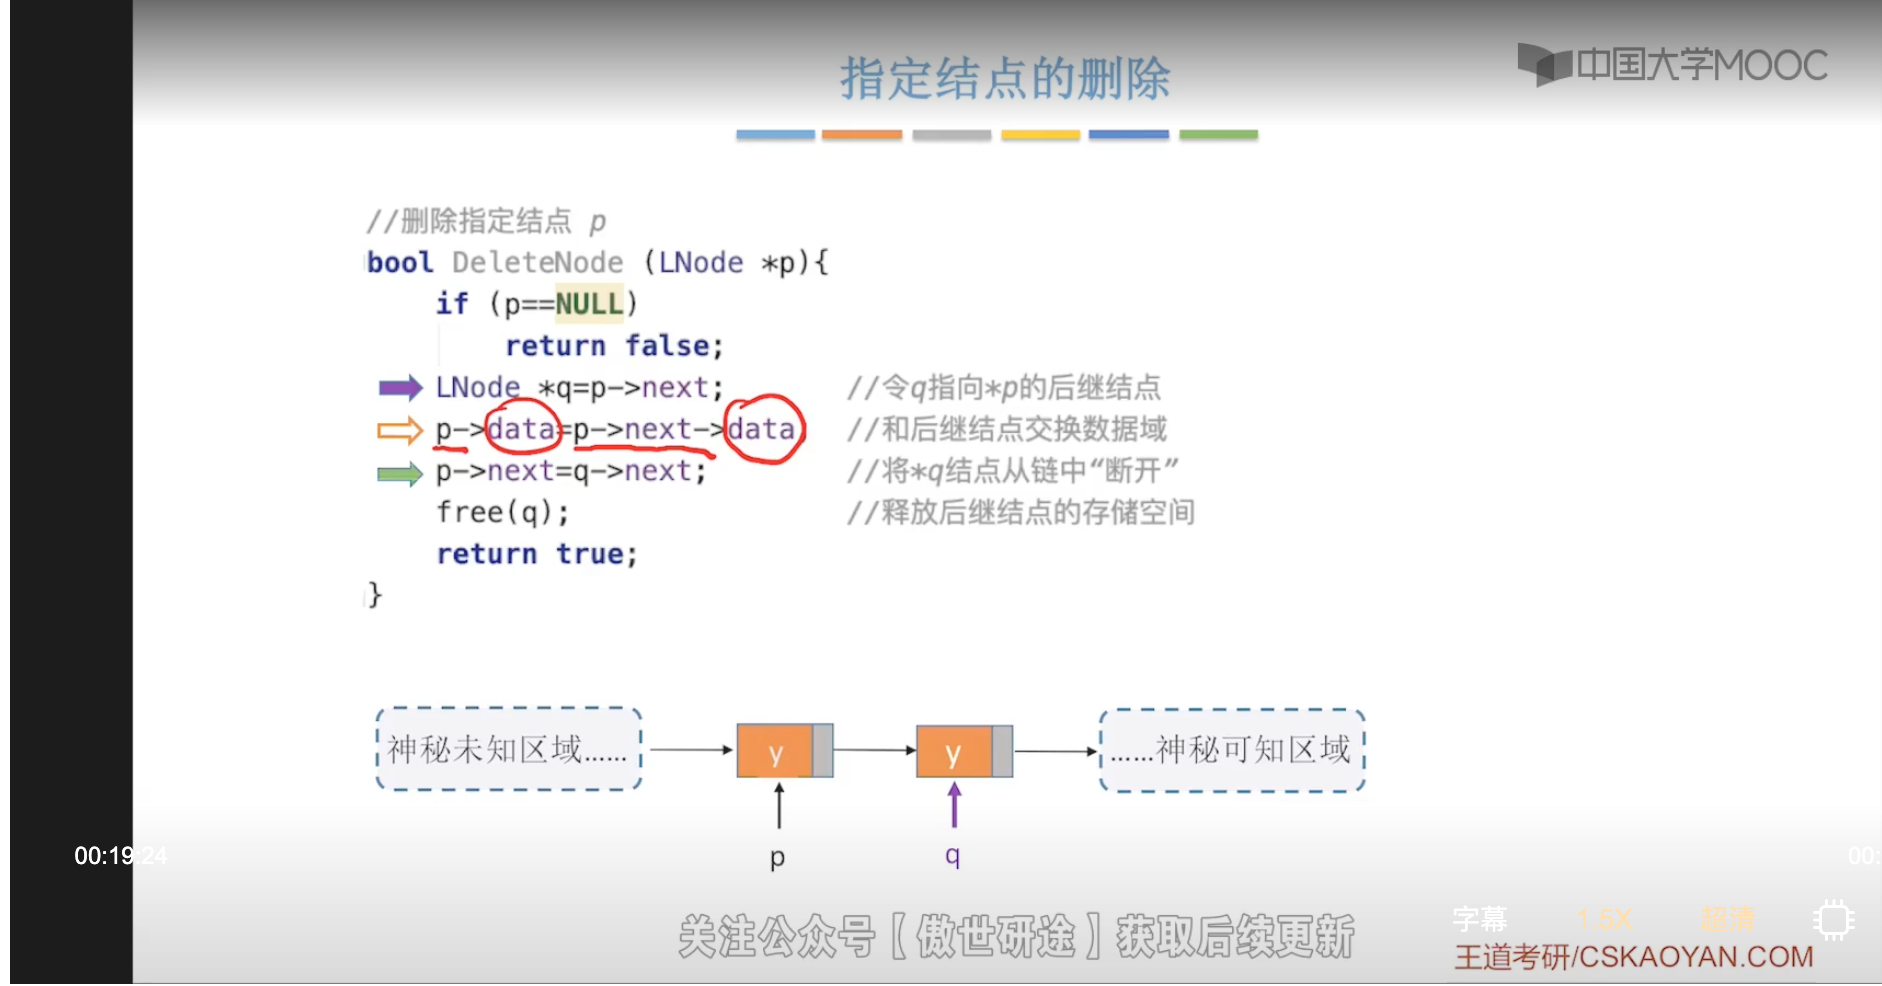 指定结点的删除
中国大学MOOC
//删除指定结点 p
bool DeleteNode (LNode *p){
if (p==NULL)
return false;
LNode *q=p->next; //令q指向*p的后继结点
p->data=p->next->data //和后继结点交换数据域
p->next=q->next; //将*q结点从链中“断开”
free(q); //释放后继结点的存储空间
return true;
}
神秘未知区域…… y y ……神秘可知区域
p q
00:19:24 00:
关注公众号【傲世研途】获取后续更新
字幕 1.5X 超清
王道考研/CSKAOYAN.COM